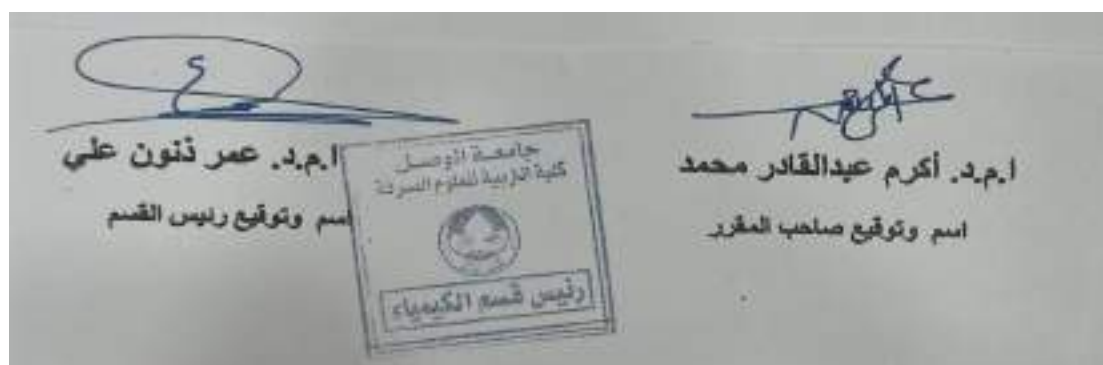 ا.م.د. أكرم عبدالقادر محمد
اسم وتوقيع صاحب المقرر
ا.م.د. عمر ذنون علي
اسم وتوقيع رئيس القسم
جامعة الموصل
كلية التربية للعلوم الصرفة
رئيس قسم الكيمياء